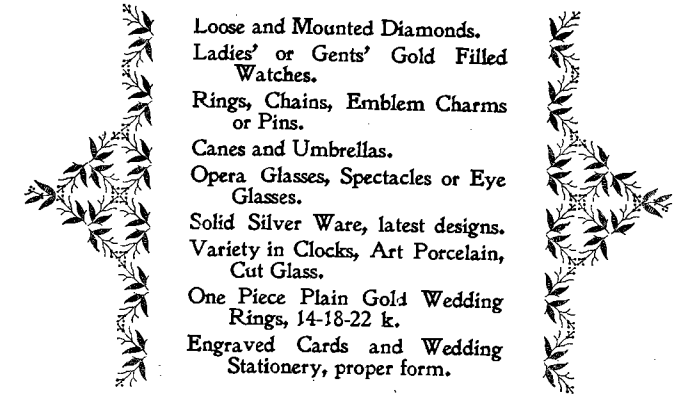 Loose and Mounted Diamonds.
Ladies' or Gents' Gold Filled
Watches.
Rings, Chains, Emblem Charms
or Pins.
Canes and Umbrellas.
Opera Glasses, Spectacles or Eye
Glasses.
Solid Silver Ware, latest designs.
Variety in Clocks, Art Porcelain,
Cut Glass.
One Piece Plain Gold Wedding
Rings, 14-18-22 k.
Engraved Cards and Wedding
Stationery, proper form.